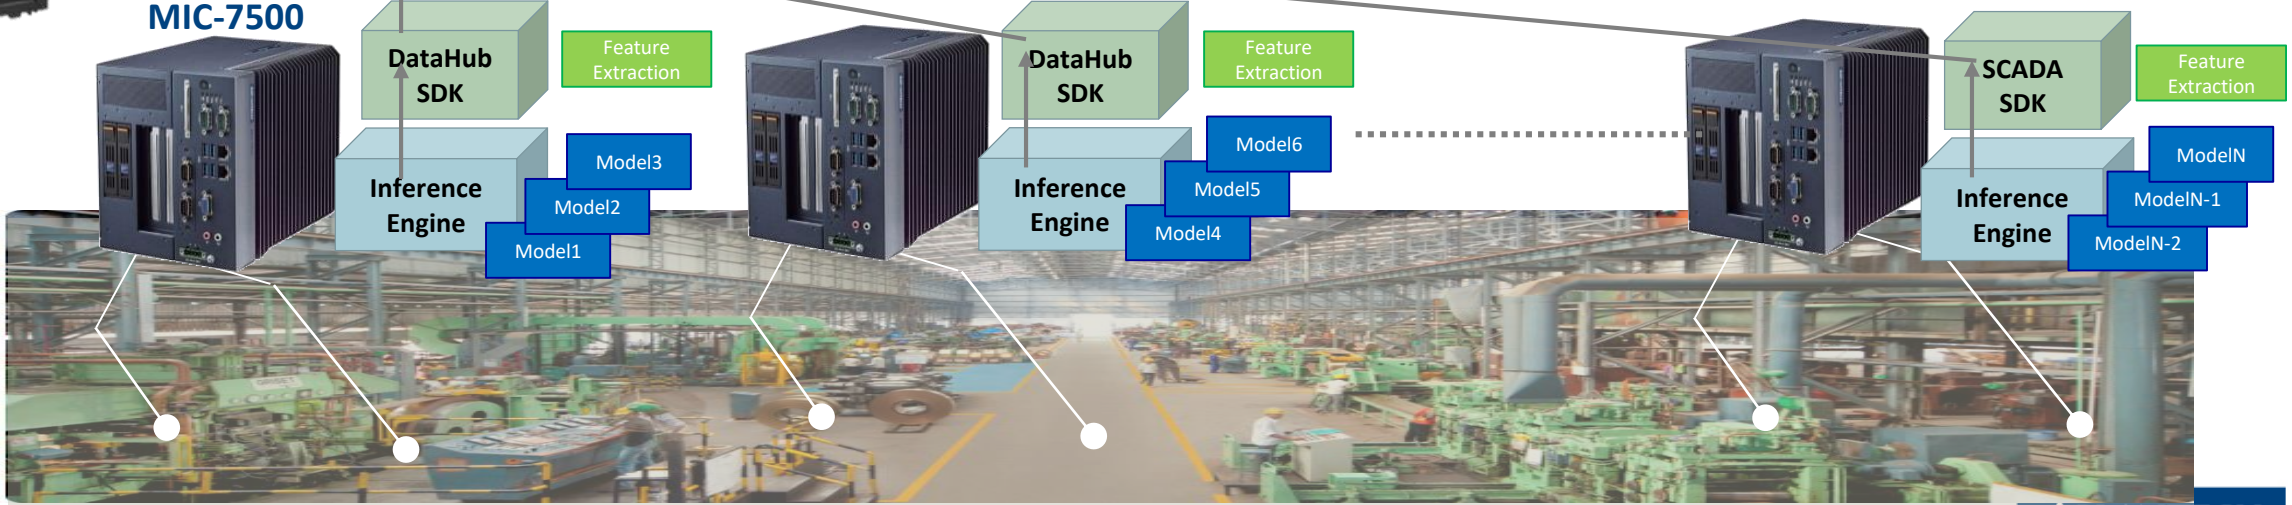 MIC-7500
DataHub
SDK
Feature
Extraction
Inference
Engine
Model3
Model2
Model1
DataHub
SDK
Feature
Extraction
Inference
Engine
Model6
Model5
Model4
SCADA
SDK
Feature
Extraction
Inference
Engine
ModelN
ModelN-1
ModelN-2